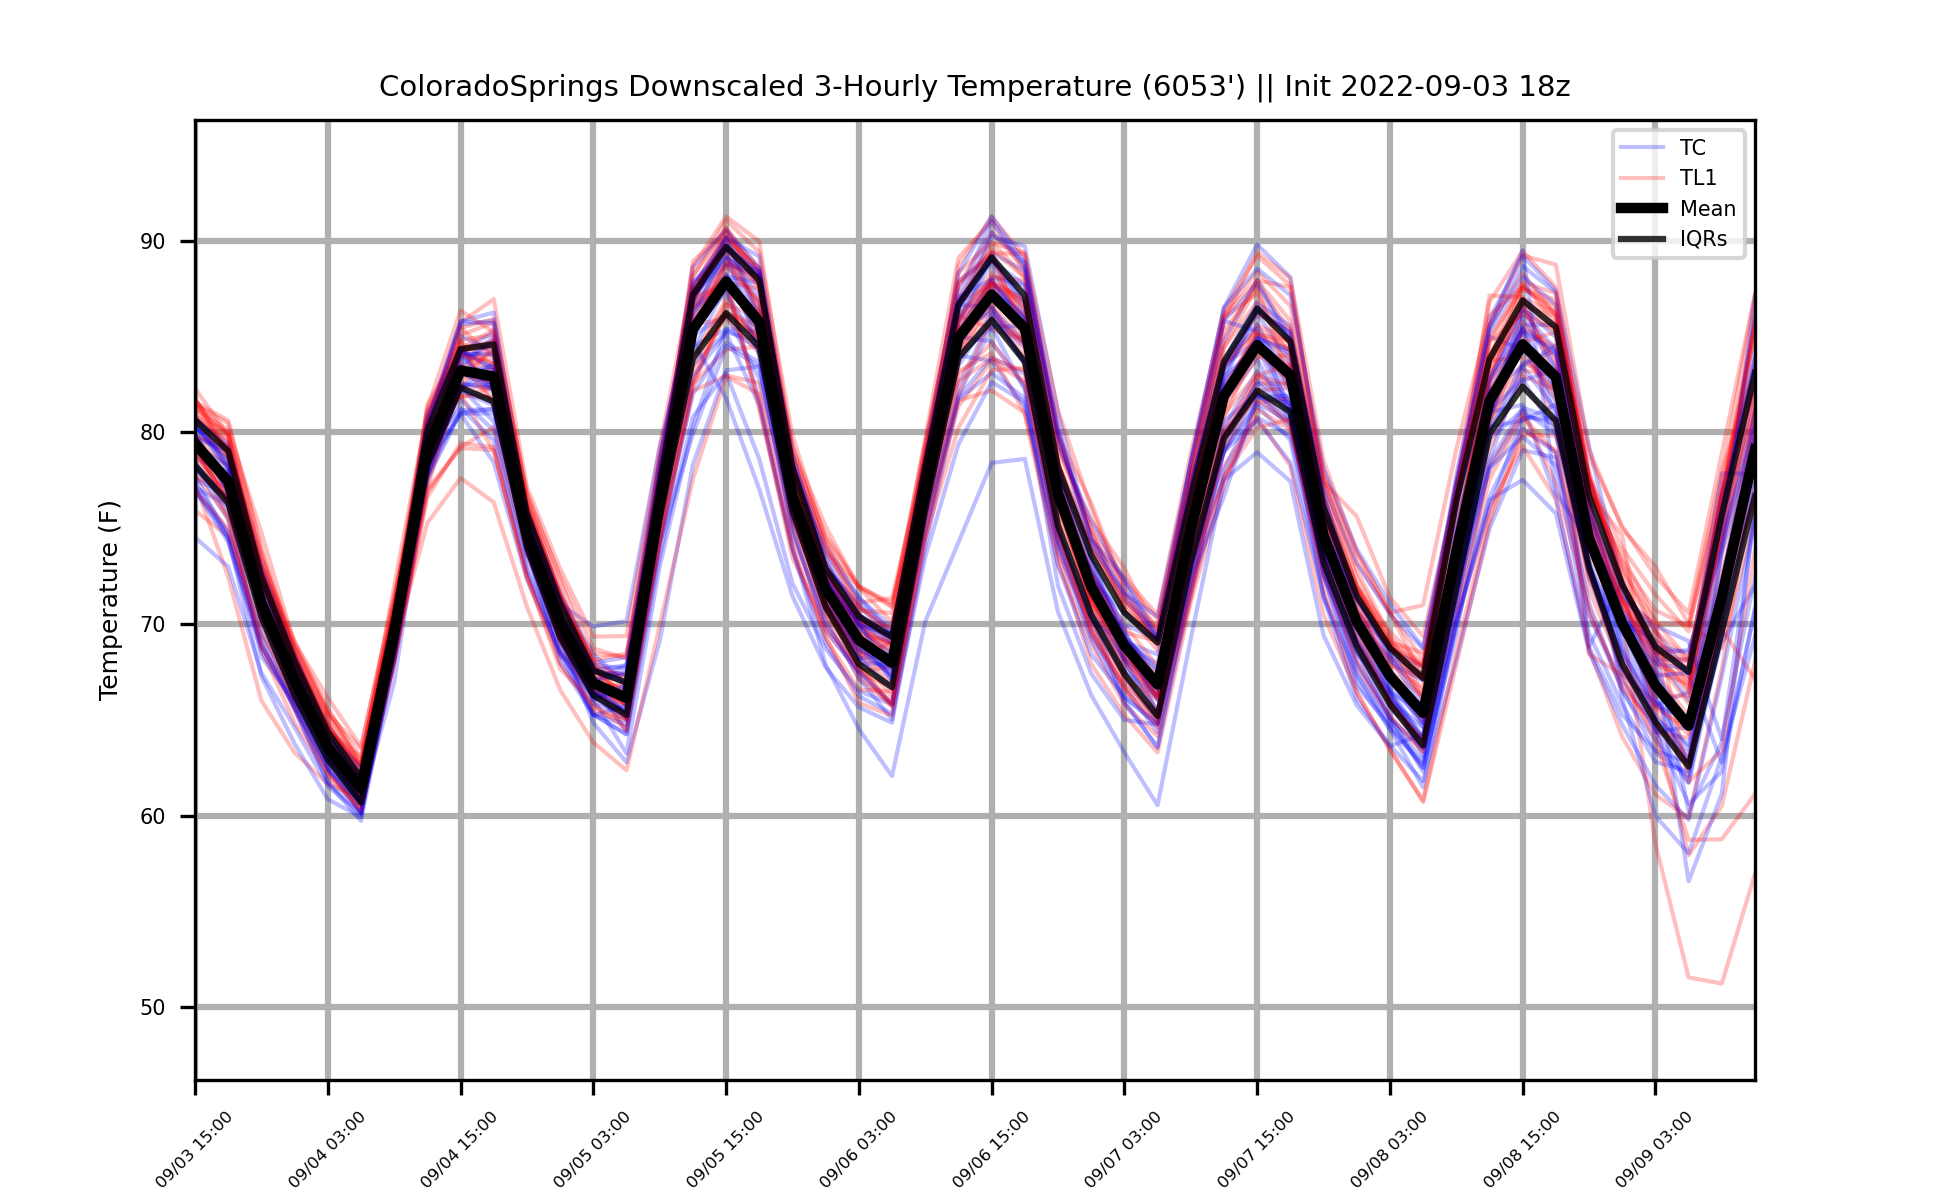 ColoradoSprings Downscaled 3-Hourly Temperature (6053') || Init 2022-09-03 18z
TC
TL1
Mean
IQRs
Temperature (F)
90
80
70
60
50
09/03 15:00
09/04 03:00
09/04 15:00
09/05 03:00
09/05 15:00
09/06 03:00
09/06 15:00
09/07 03:00
09/07 15:00
09/08 03:00
09/08 15:00
09/09 03:00